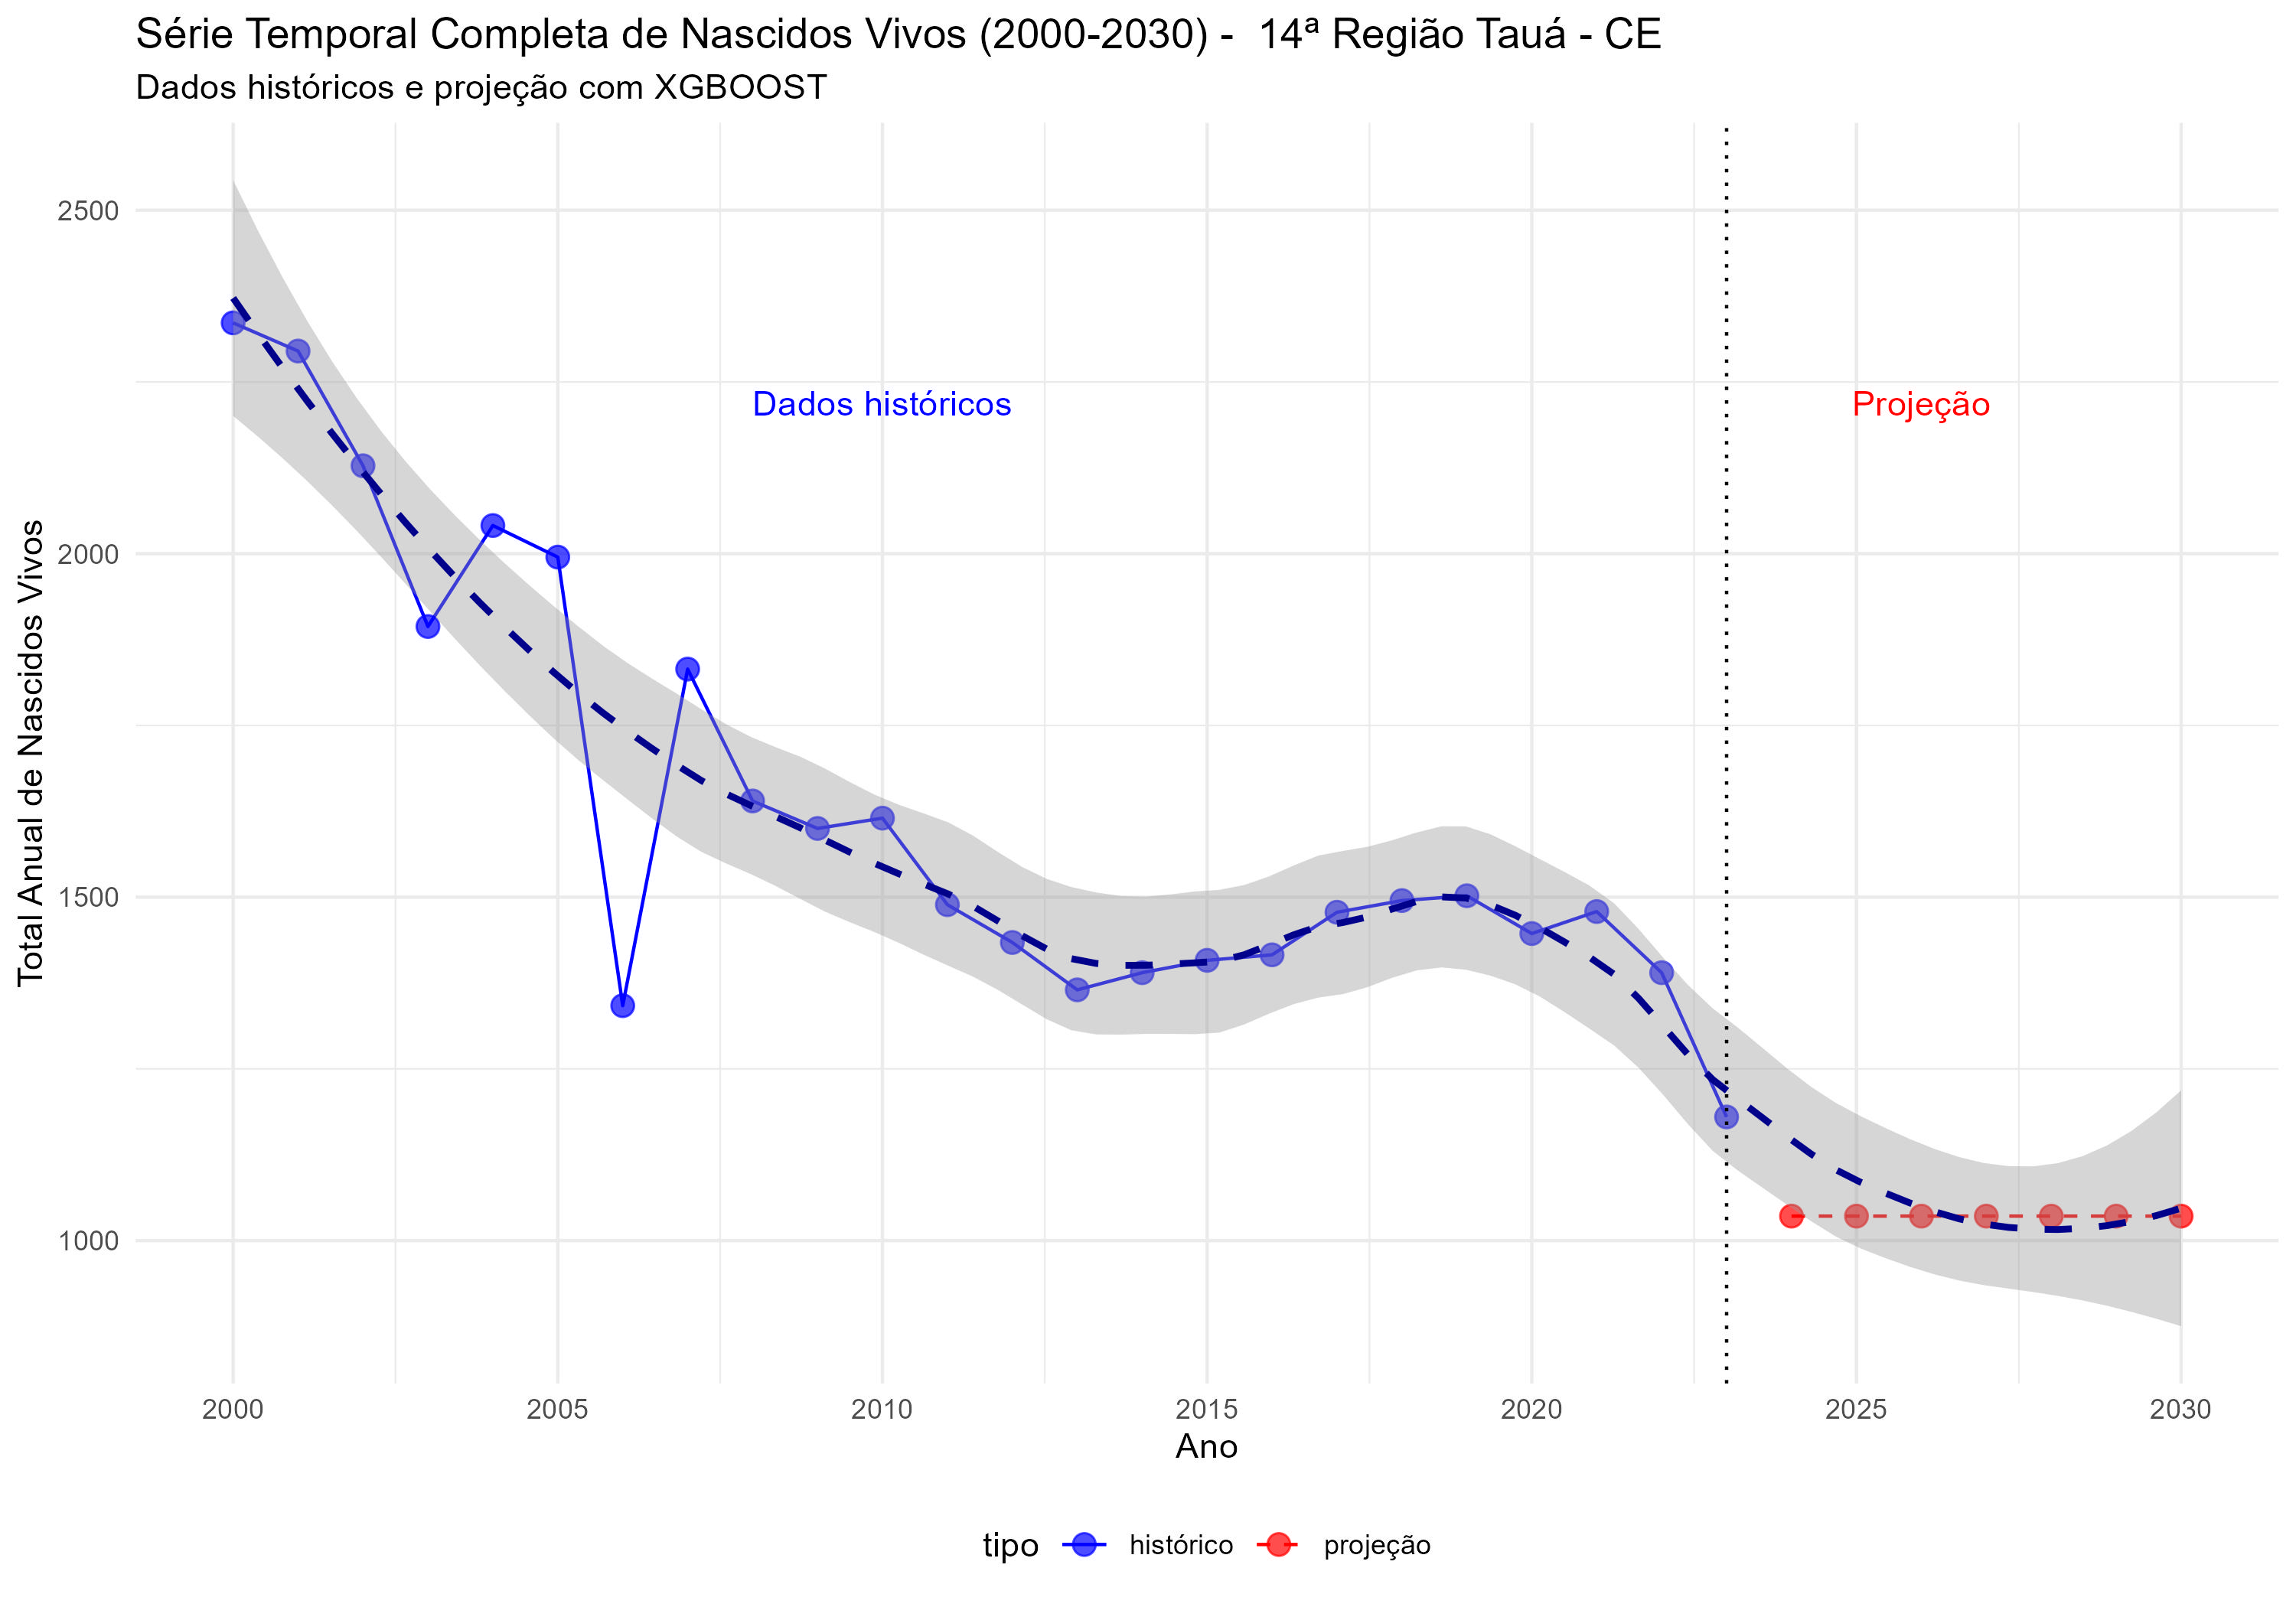 Série Temporal Completa de Nascidos Vivos (2000-2030) -  14ª Região Tauá - CE
Dados históricos e projeção com XGBOOST
Total Anual de Nascidos Vivos
2500
2000
1500
1000
Dados históricos
Projeção
2000
2005
2010
2015
2020
2025
2030
Ano
tipo
histórico
projeção